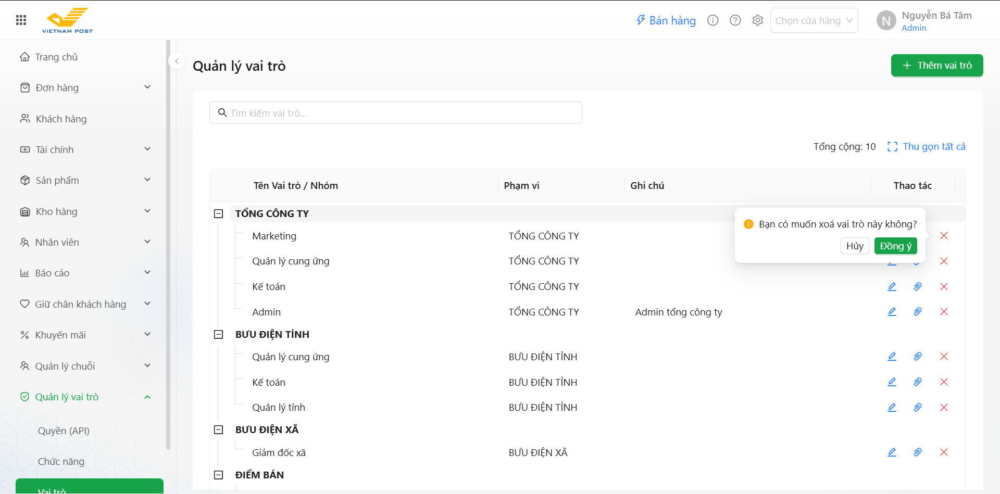 VIETNAM POST
Bán hàng
Chọn cửa hàng
N
Nguyễn Bá Tâm
Admin
Trang chủ
Đơn hàng
Khách hàng
Tài chính
Sản phẩm
Kho hàng
Nhân viên
Báo cáo
Giữ chân khách hàng
Khuyến mãi
Quản lý chuỗi
Quản lý vai trò
Quyền (API)
Chức năng
Vai trò
Quản lý vai trò
Thêm vai trò
Tìm kiếm vai trò...
Tổng cộng: 10 Thu gọn tất cả
Tên Vai trò / Nhóm Phạm vi Ghi chú Thao tác
TỔNG CÔNG TY
Bạn có muốn xoá vai trò này không?
Hủy Đồng ý
Marketing TỔNG CÔNG TY
Quản lý cung ứng TỔNG CÔNG TY
Kế toán TỔNG CÔNG TY
Admin TỔNG CÔNG TY Admin tổng công ty
BƯU ĐIỆN TỈNH
Quản lý cung ứng BƯU ĐIỆN TỈNH
Kế toán BƯU ĐIỆN TỈNH
Quản lý tỉnh BƯU ĐIỆN TỈNH
BƯU ĐIỆN XÃ
Giám đốc xã BƯU ĐIỆN XÃ
ĐIỂM BÁN